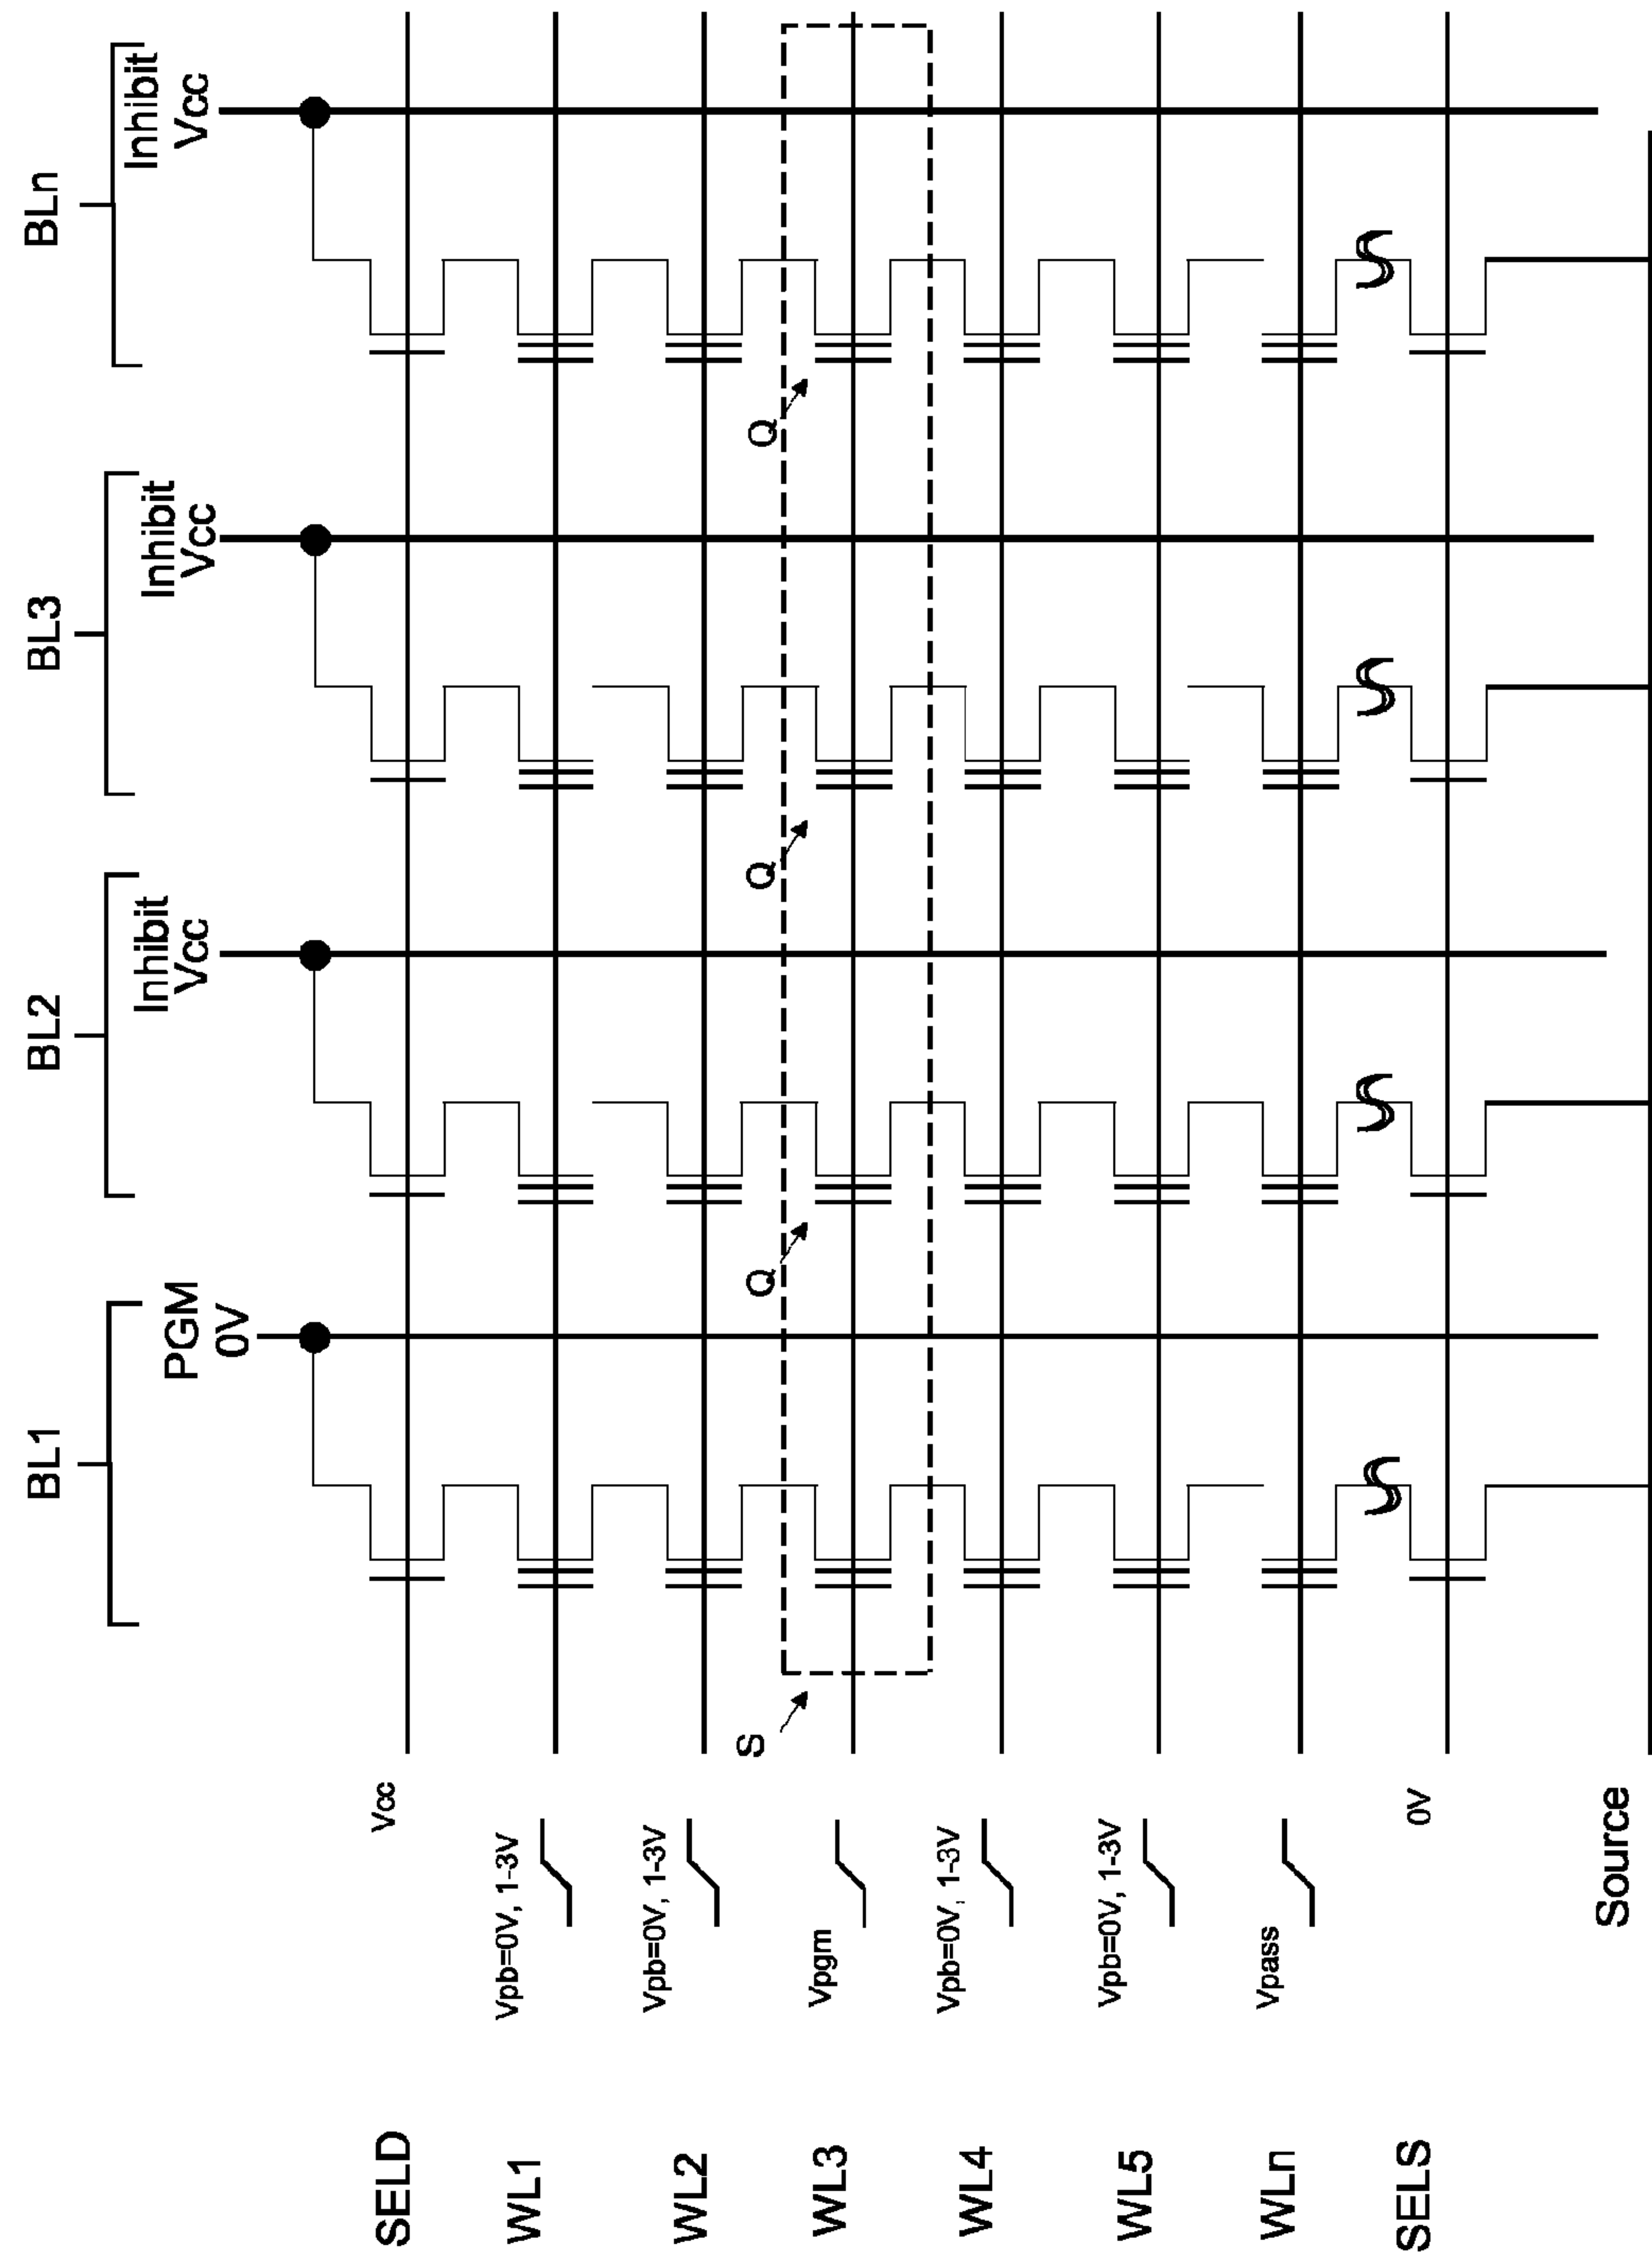 BL1
BL2
BL3
BLn
PGM
0V
Inhibit
Vcc
Inhibit
Vcc
Inhibit
Vcc
SELD
Vcc
WL1
Vpb=0V, 1-3V
WL2
Vpb=0V, 1-3V
S
Q
Q
Q
WL3
Vpgm
WL4
Vpb=0V, 1-3V
WL5
Vpb=0V, 1-3V
WLn
Vpass
SELS
0V
Source